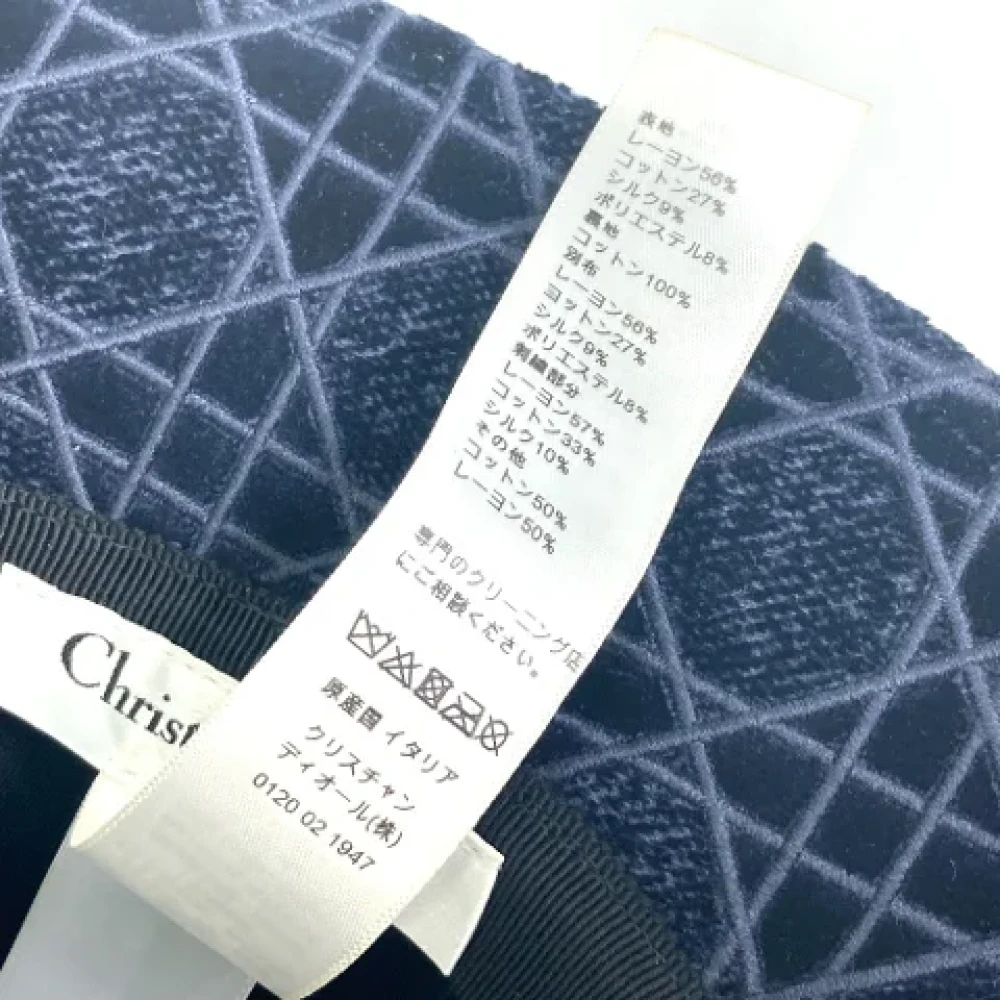 表地
レーヨン56%
コットン27%
シルク9%
ポリエステル8%
裏地
コットン100%
別布
レーヨン56%
コットン27%
シルク9%
ポリエステル8%
刺繍部分
レーヨン57%
コットン33%
シルク10%
その他
コットン50%
レーヨン50%
専門のクリーニング店
にご相談ください。
原産国 イタリア
クリスチャン
ディオール(株)
0120 02 1947
Christ